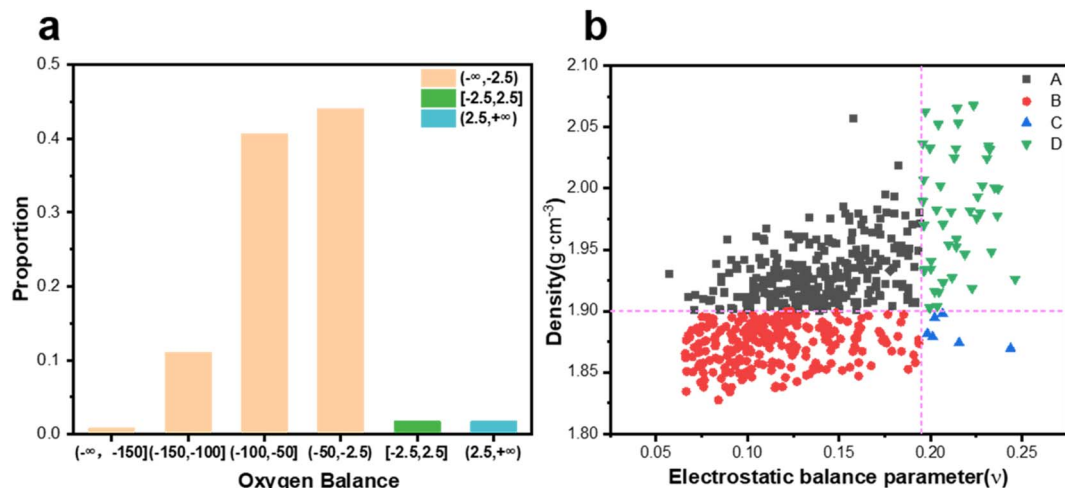 a
0.5
0.4
0.3
0.2
0.1
0.0
Proportion
(-∞,-2.5)
[-2.5,2.5]
(2.5,+∞)
(-∞, -150] (-150,-100] (-100,-50] (-50,-2.5) [-2.5,2.5] (2.5,+∞)
Oxygen Balance
b
2.10
2.05
2.00
1.95
1.90
1.85
1.80
Density(g·cm⁻³)
A
B
C
D
0.05 0.10 0.15 0.20 0.25
Electrostatic balance parameter(ν)